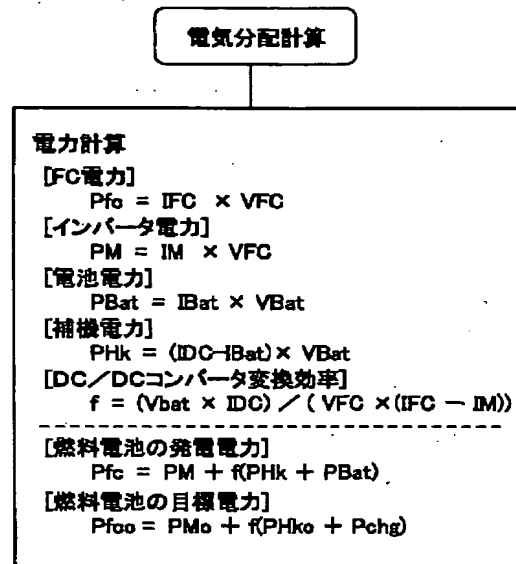 電気分配計算
電力計算
[FC電力]
Pfc = IFC × VFC
[インバータ電力]
PM = IM × VFC
[電池電力]
PBat = IBat × VBat
[補機電力]
PHk = (IDC-IBat)× VBat
[DC／DCコンバータ変換効率]
f = (Vbat × IDC) ／( VFC ×(IFC － IM))
[燃料電池の発電電力]
Pfc = PM + f(PHk + PBat)
[燃料電池の目標電力]
Pfco = PMo + f(PHko + Pchg)